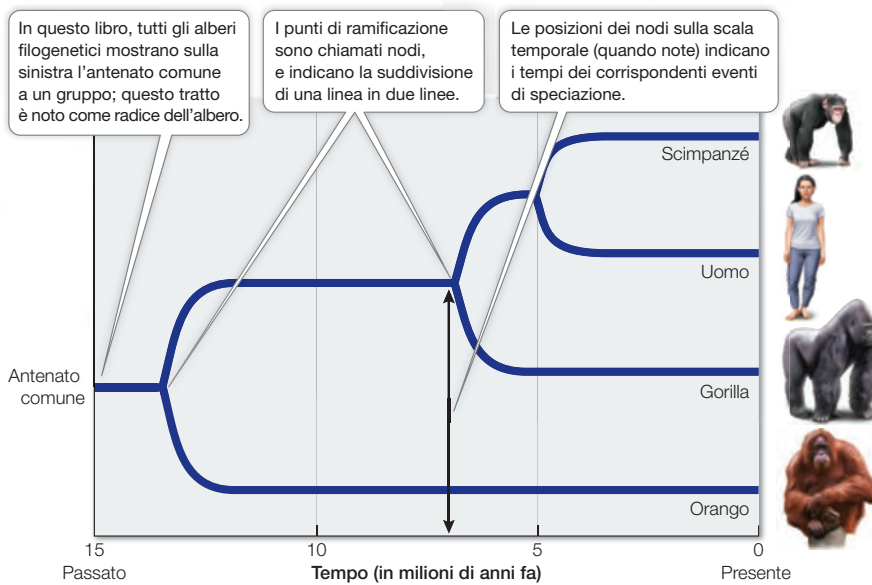 In questo libro, tutti gli alberi
filogenetici mostrano sulla
sinistra l'antenato comune
a un gruppo; questo tratto
è noto come radice dell'albero.
I punti di ramificazione
sono chiamati nodi,
e indicano la suddivisione
di una linea in due linee.
Le posizioni dei nodi sulla scala
temporale (quando note) indicano
i tempi dei corrispondenti eventi
di speciazione.
Scimpanzé
Uomo
Antenato
comune
Gorilla
Orango
15
10
5
0
Passato
Tempo (in milioni di anni fa)
Presente